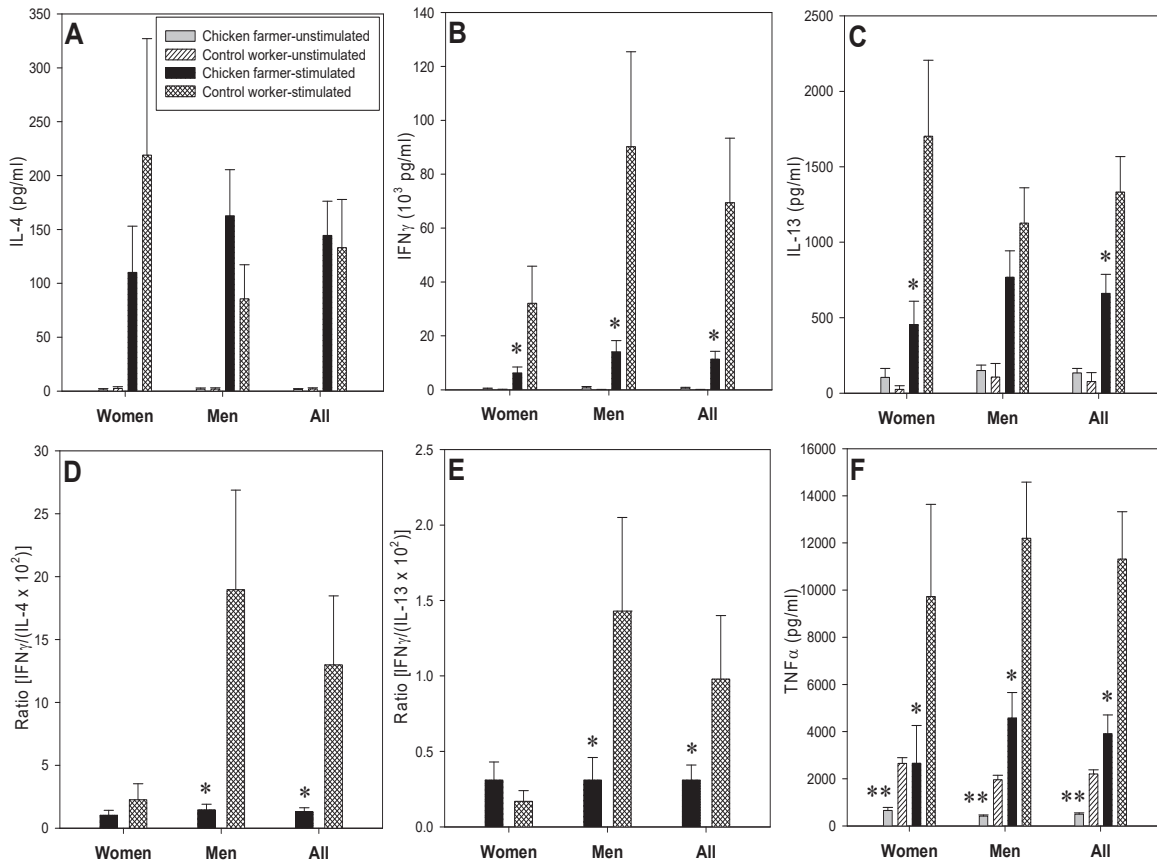 A
Chicken farmer-unstimulated
Control worker-unstimulated
Chicken farmer-stimulated
Control worker-stimulated
IL-4 (pg/ml)
350
300
250
200
150
100
50
0
Women Men All
B
IFNγ (10³ pg/ml)
140
120
100
80
60
40
20
0
* * *
Women Men All
C
IL-13 (pg/ml)
2500
2000
1500
1000
500
0
* *
Women Men All
D
Ratio [IFNγ/(IL-4 x 10²)]
30
25
20
15
10
5
0
* *
Women Men All
E
Ratio [IFNγ/(IL-13 x 10²)]
2.5
2.0
1.5
1.0
0.5
0.0
* *
Women Men All
F
TNFα (pg/ml)
16000
14000
12000
10000
8000
6000
4000
2000
0
* * *
** ** **
Women Men All